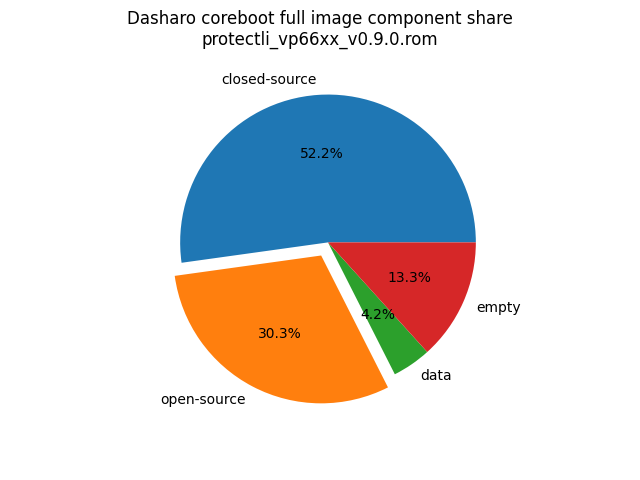 Dasharo coreboot full image component share
protectli_vp66xx_v0.9.0.rom
closed-source
52.2%
13.3%
empty
4.2%
30.3%
data
open-source